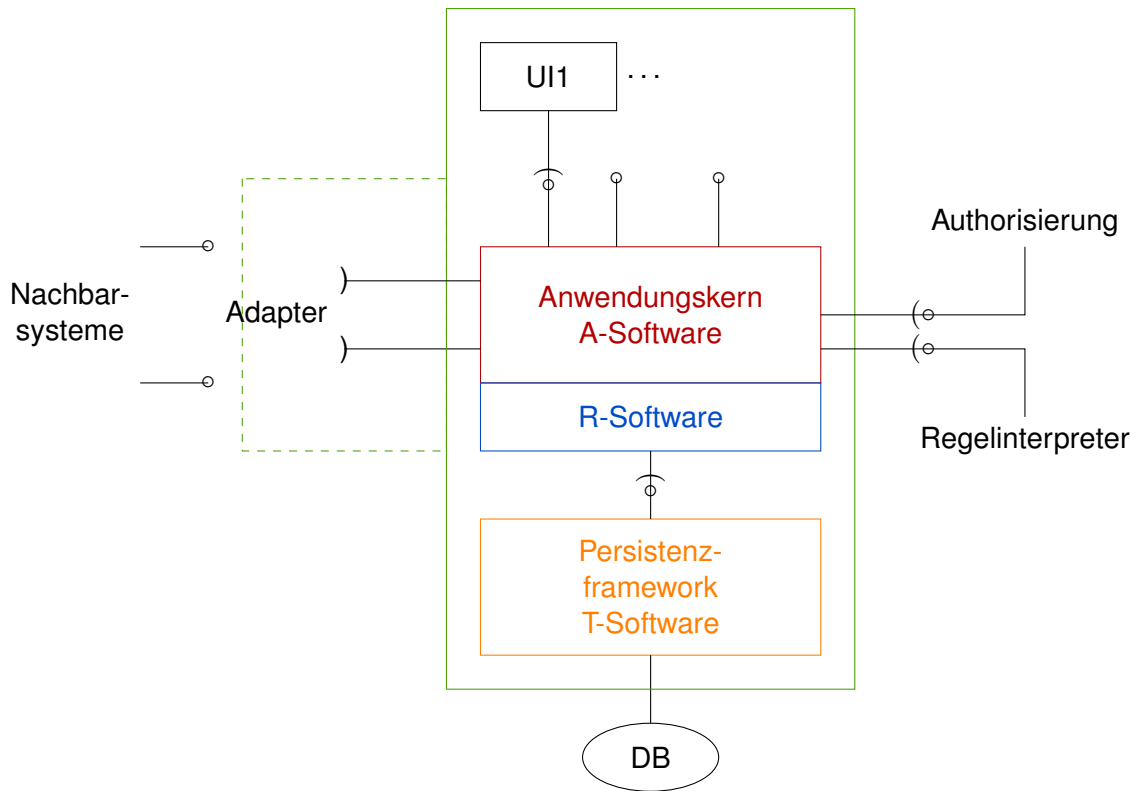 UI1 ...
Authorisierung
Nachbar-
systeme
Adapter
Anwendungskern
A-Software
R-Software
Regelinterpreter
Persistenz-
framework
T-Software
DB